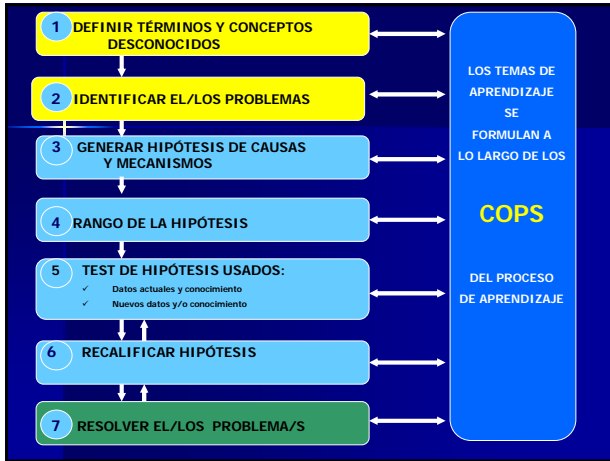 1 DEFINIR TÉRMINOS Y CONCEPTOS
DESCONOCIDOS
2 IDENTIFICAR EL/LOS PROBLEMAS
3 GENERAR HIPÓTESIS DE CAUSAS
Y MECANISMOS
4 RANGO DE LA HIPÓTESIS
5 TEST DE HIPÓTESIS USADOS:
✓ Datos actuales y conocimiento
✓ Nuevos datos y/o conocimiento
6 RECALIFICAR HIPÓTESIS
7 RESOLVER EL/LOS PROBLEMA/S
LOS TEMAS DE
APRENDIZAJE
SE
FORMULAN A
LO LARGO DE LOS
COPS
DEL PROCESO
DE APRENDIZAJE